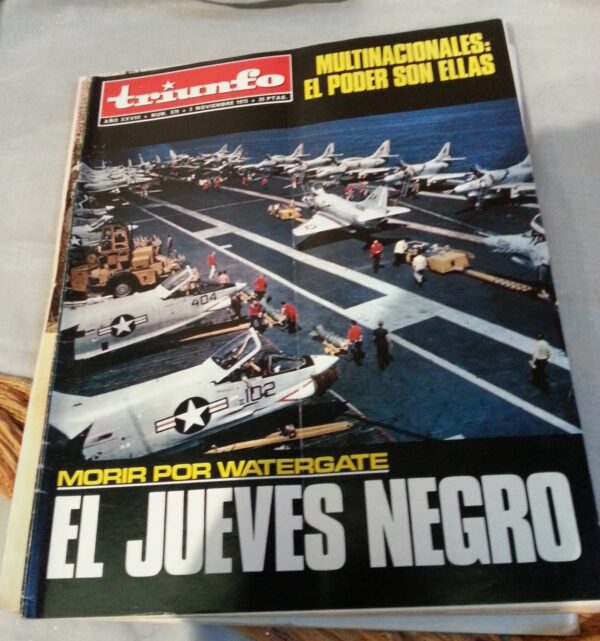 MULTINACIONALES:
EL PODER SON ELLAS
triunfo
AÑO XXVIII • NUM. 579 • 3 NOVIEMBRE 1973 • 25 PTAS.
404
102
MORIR POR WATERGATE
EL JUEVES NEGRO